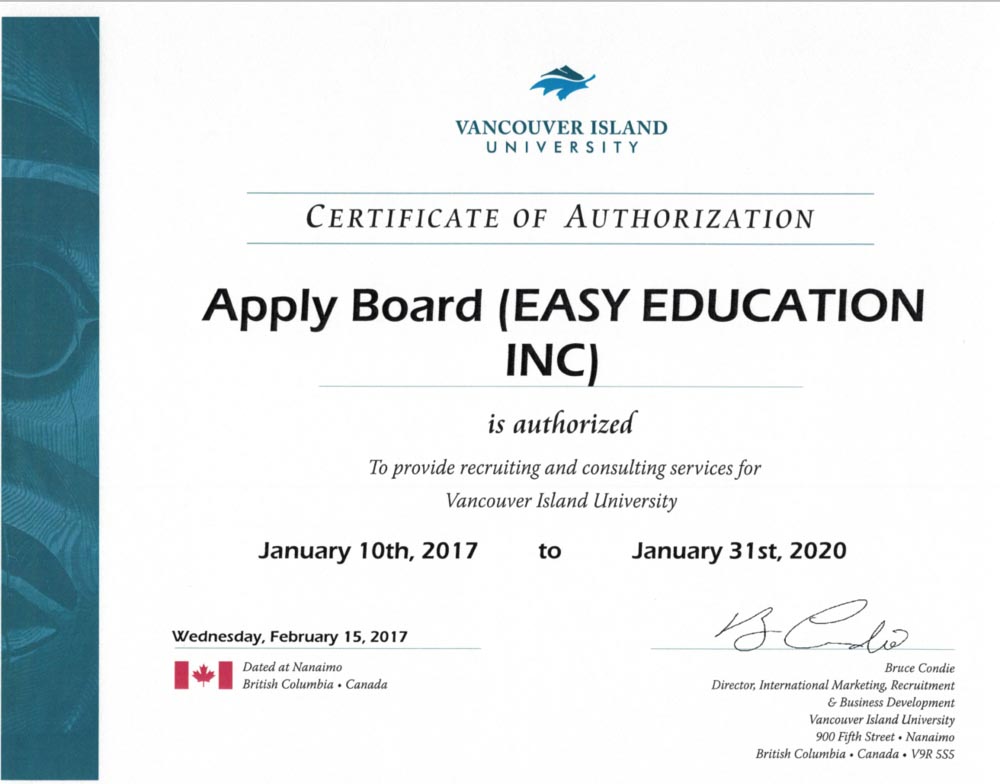 VANCOUVER ISLAND
UNIVERSITY
CERTIFICATE OF AUTHORIZATION
Apply Board (EASY EDUCATION
INC)
is authorized
To provide recruiting and consulting services for
Vancouver Island University
January 10th, 2017 to January 31st, 2020
Wednesday, February 15, 2017
Dated at Nanaimo
British Columbia • Canada
By Condie
Bruce Condie
Director, International Marketing, Recruitment
& Business Development
Vancouver Island University
900 Fifth Street • Nanaimo
British Columbia • Canada • V9R 5S5